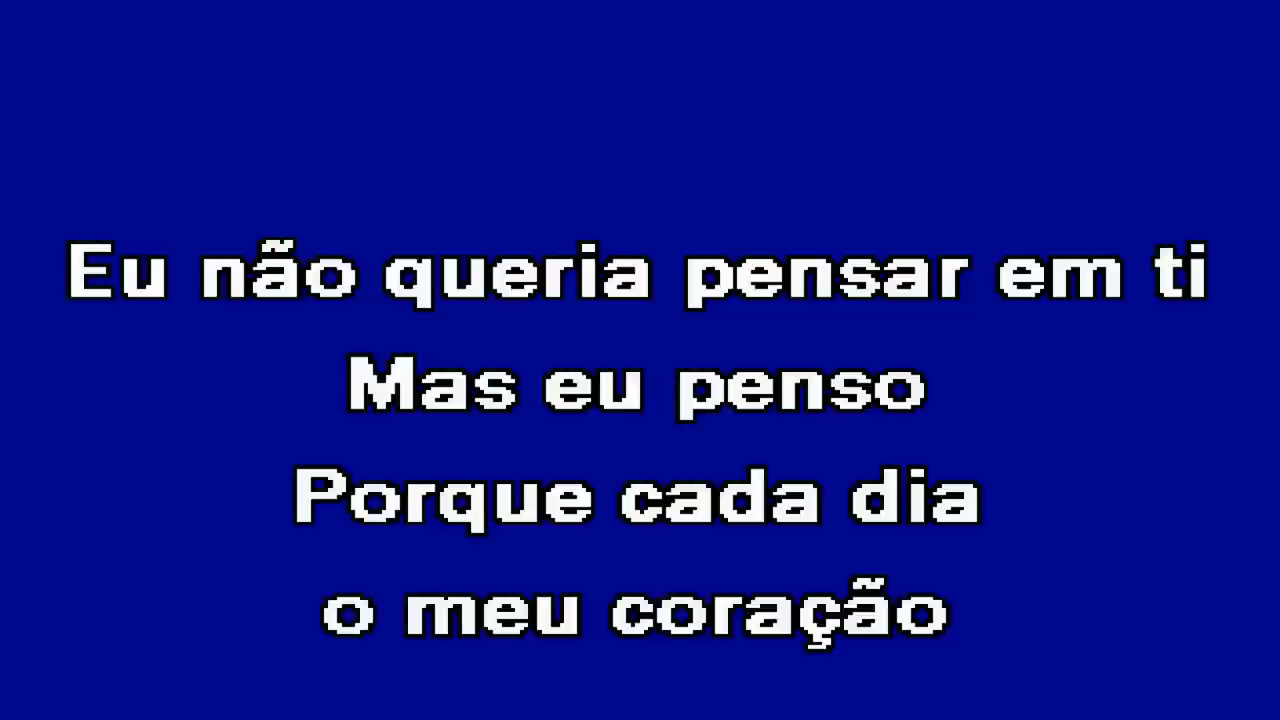 Eu não queria pensar em ti
Mas eu penso
Porque cada dia
o meu coração